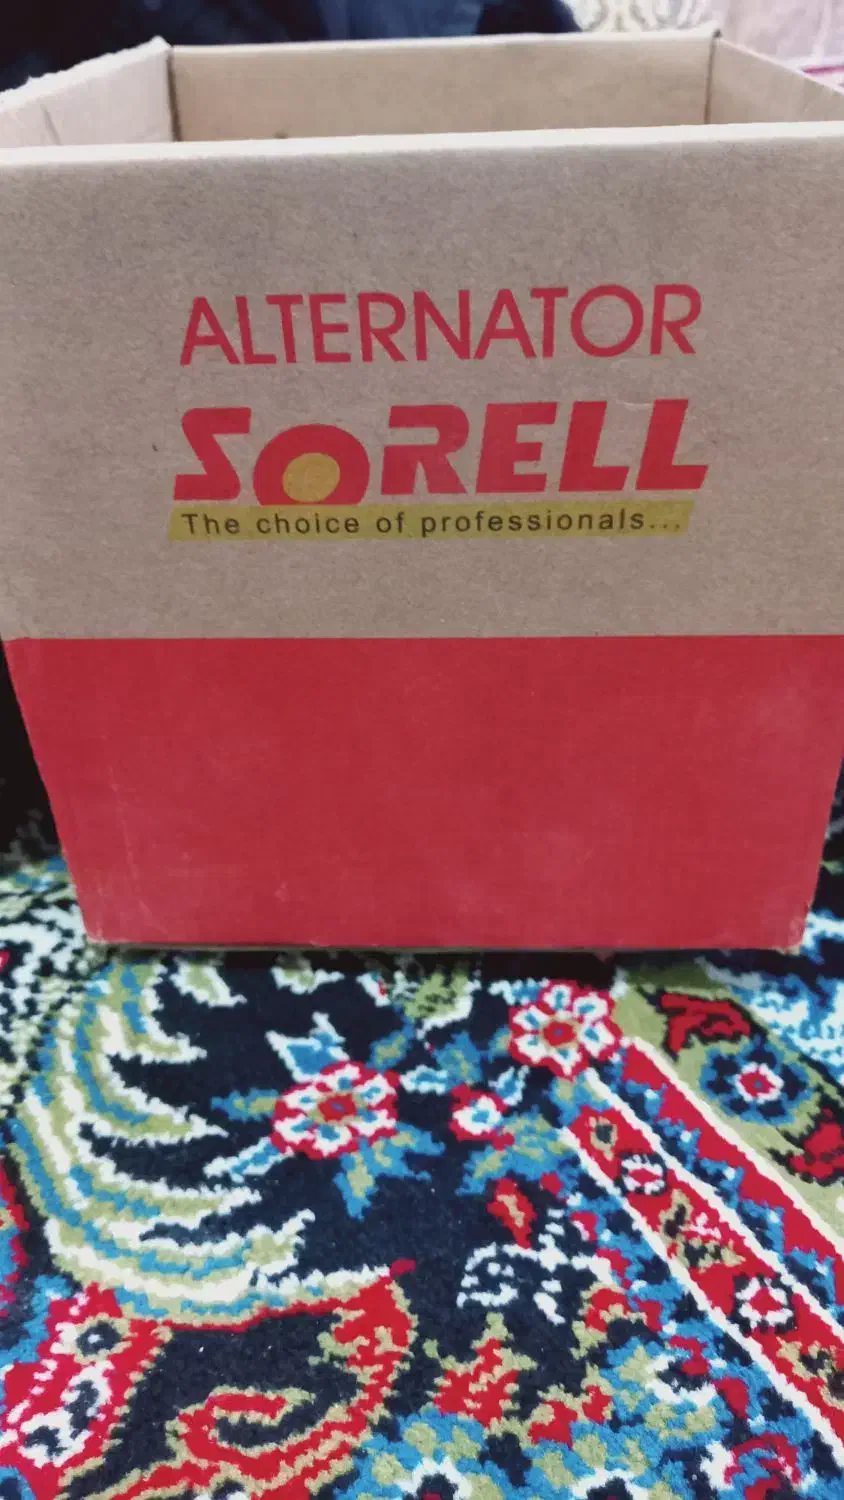 ALTERNATOR
SORELL
The choice of professionals...